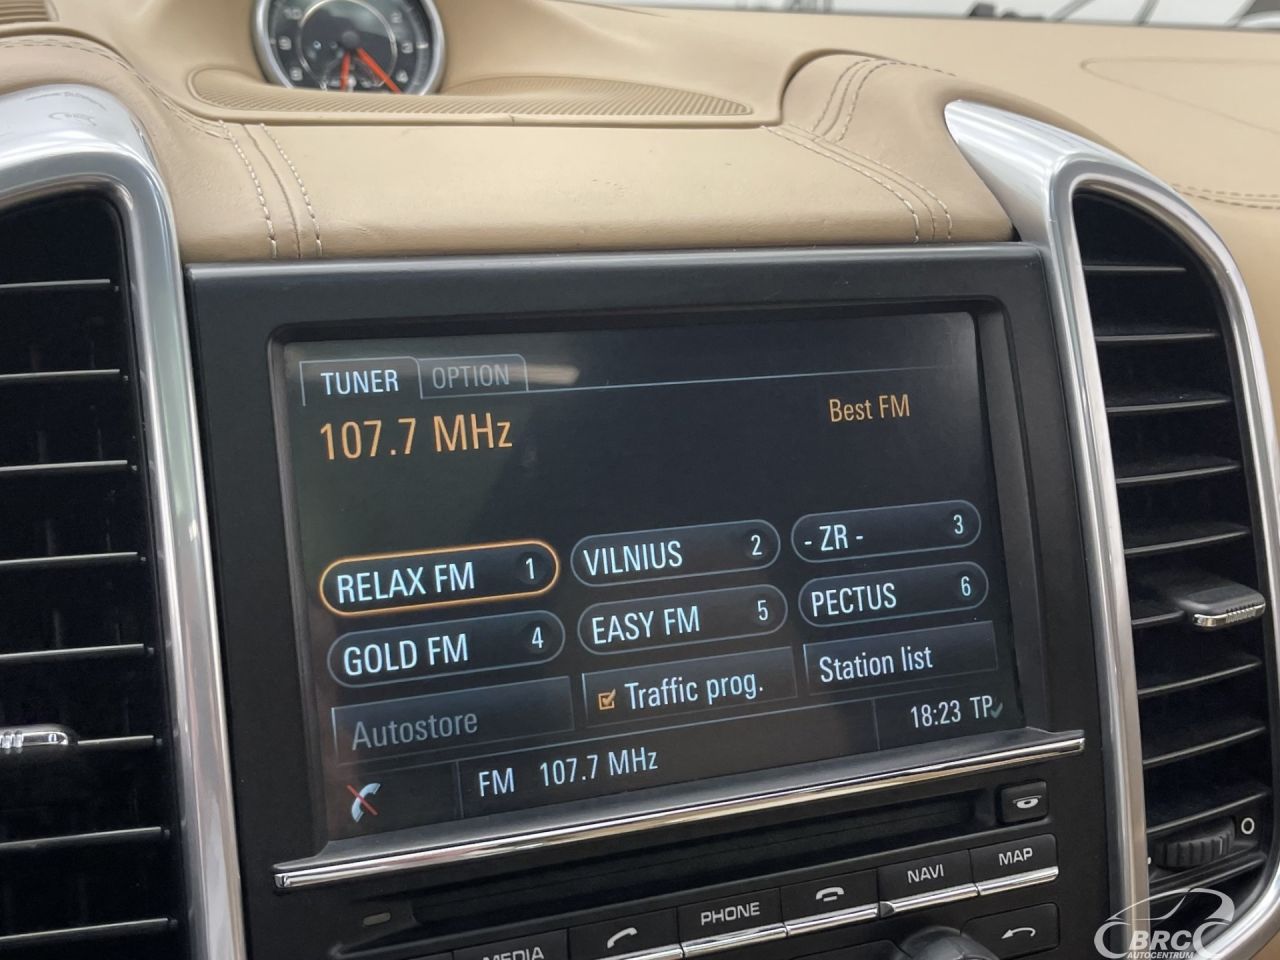 TUNER OPTION
107.7 MHz
Best FM
RELAX FM 1
VILNIUS 2
- ZR - 3
GOLD FM 4
EASY FM 5
PECTUS 6
Autostore
Traffic prog.
Station list
FM 107.7 MHz
18:23 TP
MEDIA
PHONE
NAVI
MAP
BRC
AUTOCENTRUM